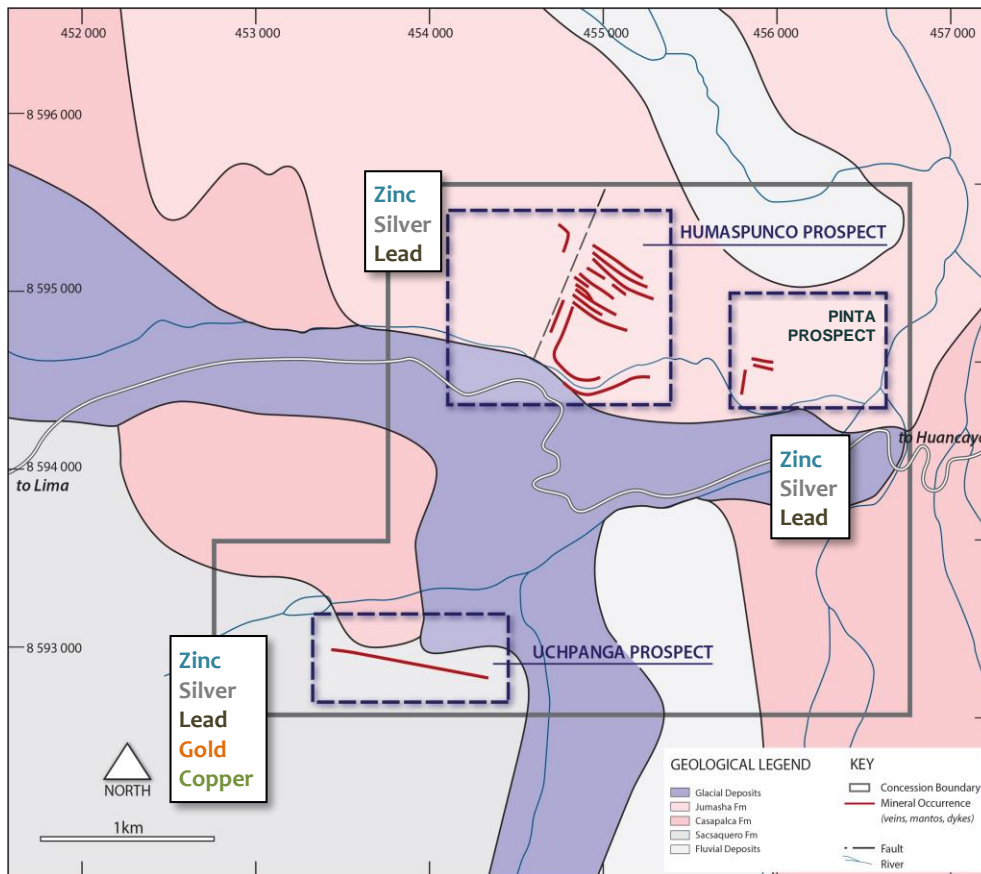 452 000
453 000
454 000
455 000
456 000
457 000
8 596 000
8 595 000
8 594 000
8 593 000
Zinc
Silver
Lead
HUMASPUNCO PROSPECT
PINTA
PROSPECT
to Lima
to Huancayo
Zinc
Silver
Lead
UCHPANGA PROSPECT
Zinc
Silver
Lead
Gold
Copper
NORTH
1km
GEOLOGICAL LEGEND
Glacial Deposits
Jumasha Fm
Casapalca Fm
Sacsaquero Fm
Fluvial Deposits
KEY
Concession Boundary
Mineral Occurrence
(veins, mantos, dykes)
Fault
River